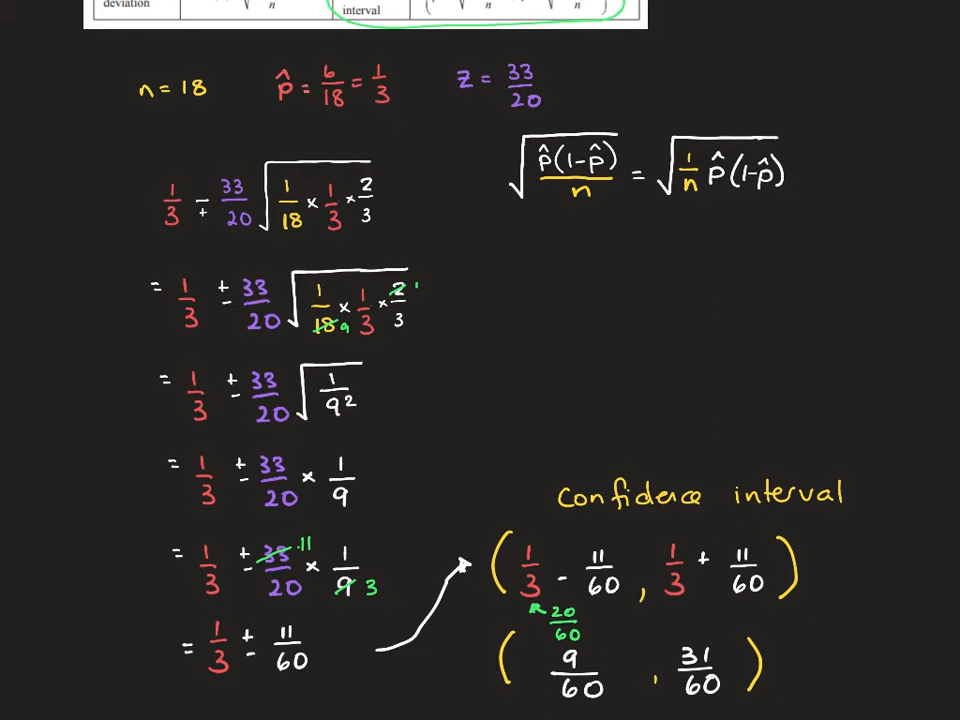 deviation n interval n n
n = 18 p̂ = 6/18 = 1/3 z = 33/20
√(p̂(1-p̂)/n) = √(1/n p̂(1-p̂))
1/3 ± 33/20 √(1/18 × 1/3 × 2/3)
= 1/3 ± 33/20 √(1/18 9 × 1/3 × 2/3 1)
= 1/3 ± 33/20 √(1/9²)
= 1/3 ± 33/20 × 1/9
= 1/3 ± 33/20 11 × 1/9 3
= 1/3 ± 11/60
confidence interval
(1/3 - 11/60, 1/3 + 11/60)
20/60
(9/60, 31/60)